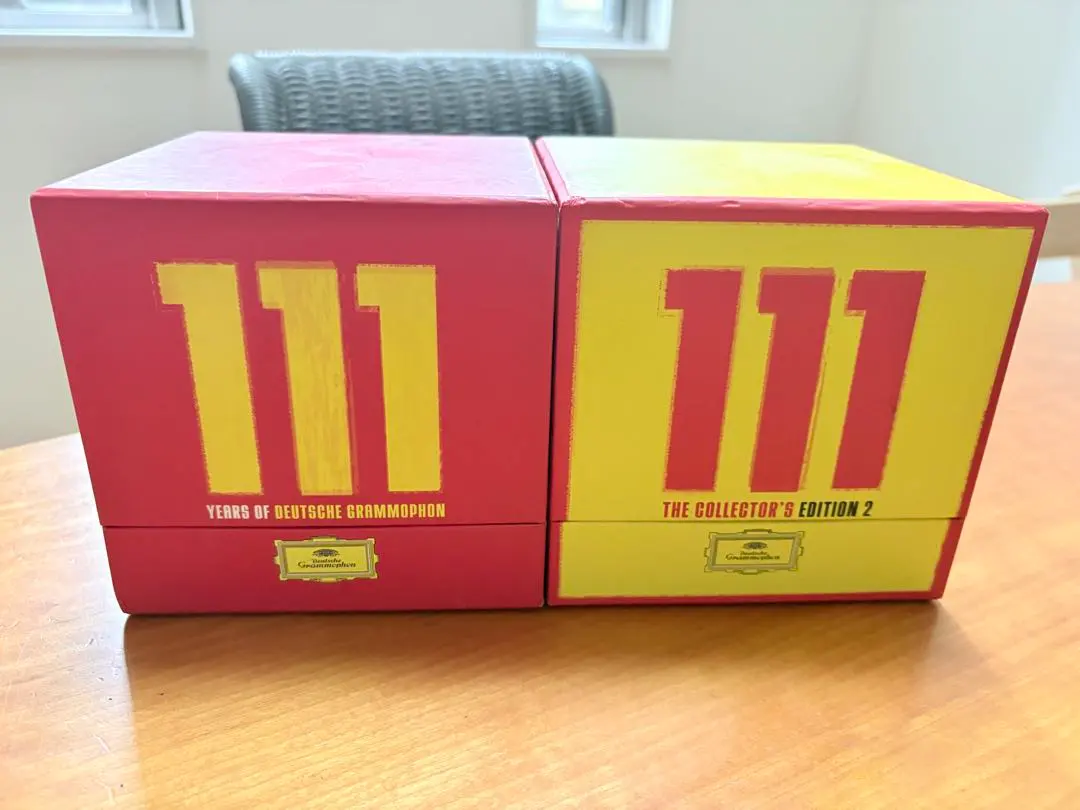 111
YEARS OF DEUTSCHE GRAMMOPHON
Deutsche
Grammophon
111
THE COLLECTOR'S EDITION 2
Deutsche
Grammophon